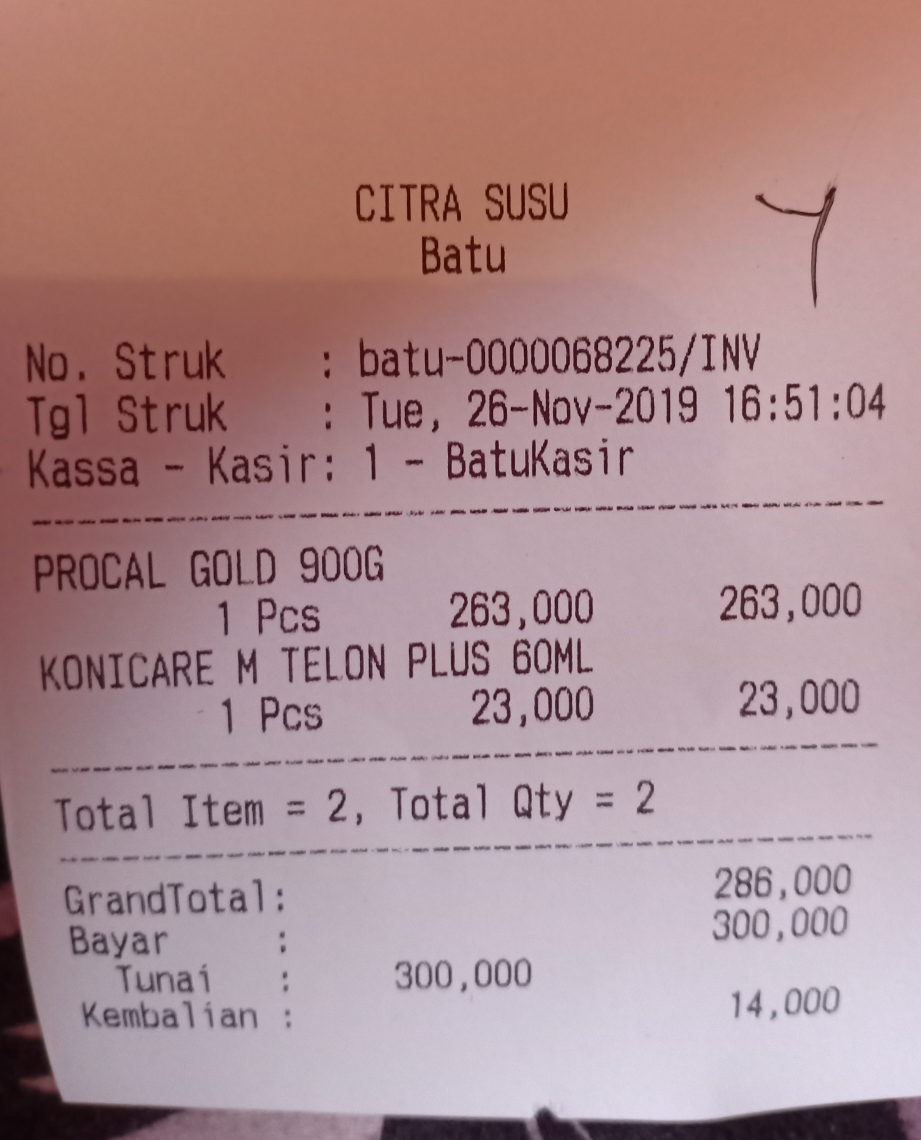 CITRA SUSU
Batu
No. Struk : batu-0000068225/INV
Tgl Struk : Tue, 26-Nov-2019 16:51:04
Kassa - Kasir: 1 - BatuKasir
PROCAL GOLD 900G
1 Pcs 263,000 263,000
KONICARE M TELON PLUS 60ML
1 Pcs 23,000 23,000
Total Item = 2, Total Qty = 2
GrandTotal: 286,000
Bayar : 300,000
Tunai : 300,000
Kembalian : 14,000